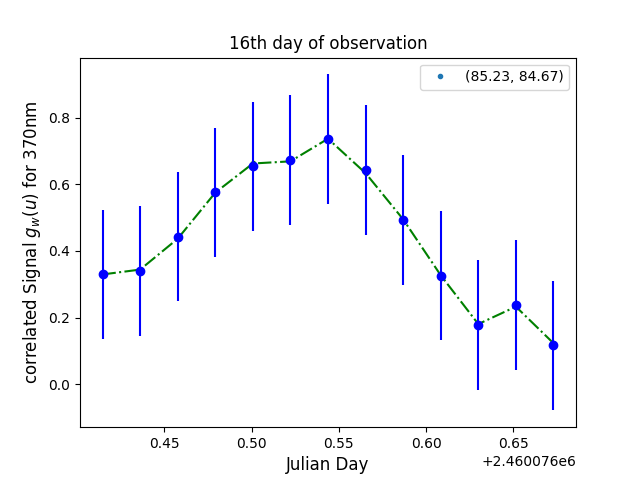 16th day of observation
(85.23, 84.67)
correlated Signal g_w(u) for 370nm
0.8
0.6
0.4
0.2
0.0
0.45 0.50 0.55 0.60 0.65
Julian Day
+2.460076e6